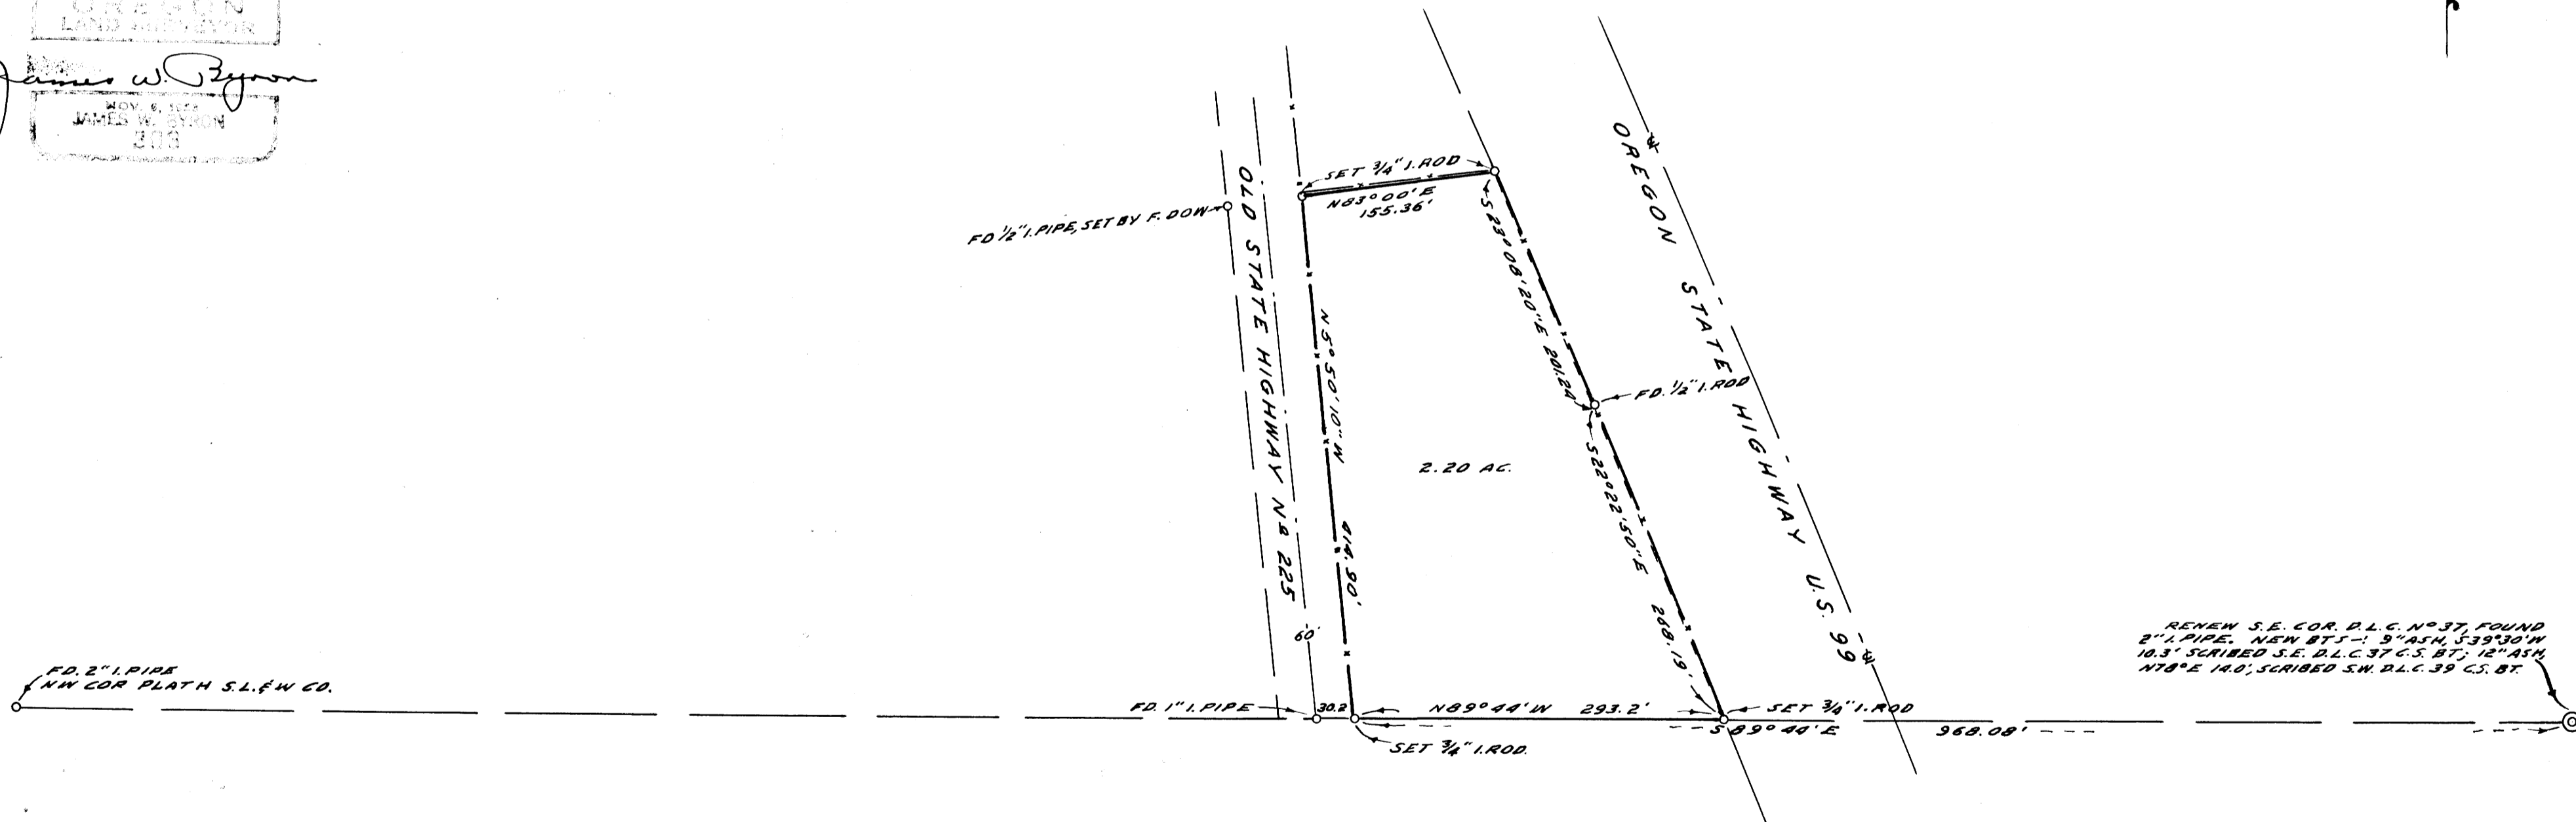 OREGON
LAND SURVEYOR
James W. Byron
JAMES W. BYRON
SET 3/4" I. ROD
N83°00'E
155.36'
FD 1/2" I. PIPE, SET BY F. DOW
OLD STATE HIGHWAY Nº 225
N5°50'10"W
414.90'
S23°08'20"E 201.24
FD. 1/2" I. ROD
OREGON STATE HIGHWAY U.S. 99
2.20 AC.
S22°22'50"E 268.19'
60'
RENEW S.E. COR. D.L.C. Nº 37, FOUND
2" I. PIPE. NEW BTS-: 9" ASH, S39°30'W
10.3' SCRIBED S.E. D.L.C. 37 C.S. BT; 12" ASH,
N78°E 14.0', SCRIBED S.W. D.L.C. 39 C.S. BT.
FD. 2" I. PIPE
NW COR PLAT H S.L.&W CO.
FD. 1" I. PIPE
30.2
N89°44'W 293.2'
SET 3/4" I. ROD
S89°44'E 968.08'
SET 3/4" I. ROD.